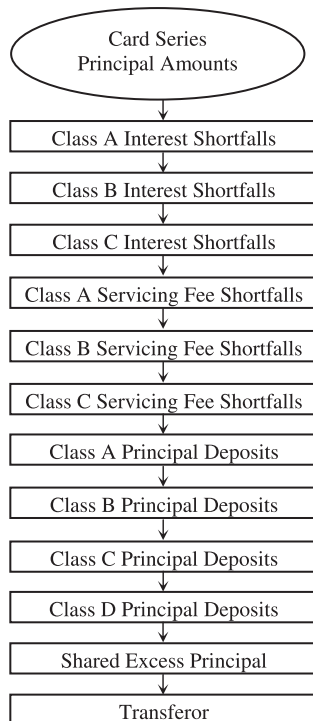 Card Series
Principal Amounts
Class A Interest Shortfalls
Class B Interest Shortfalls
Class C Interest Shortfalls
Class A Servicing Fee Shortfalls
Class B Servicing Fee Shortfalls
Class C Servicing Fee Shortfalls
Class A Principal Deposits
Class B Principal Deposits
Class C Principal Deposits
Class D Principal Deposits
Shared Excess Principal
Transferor